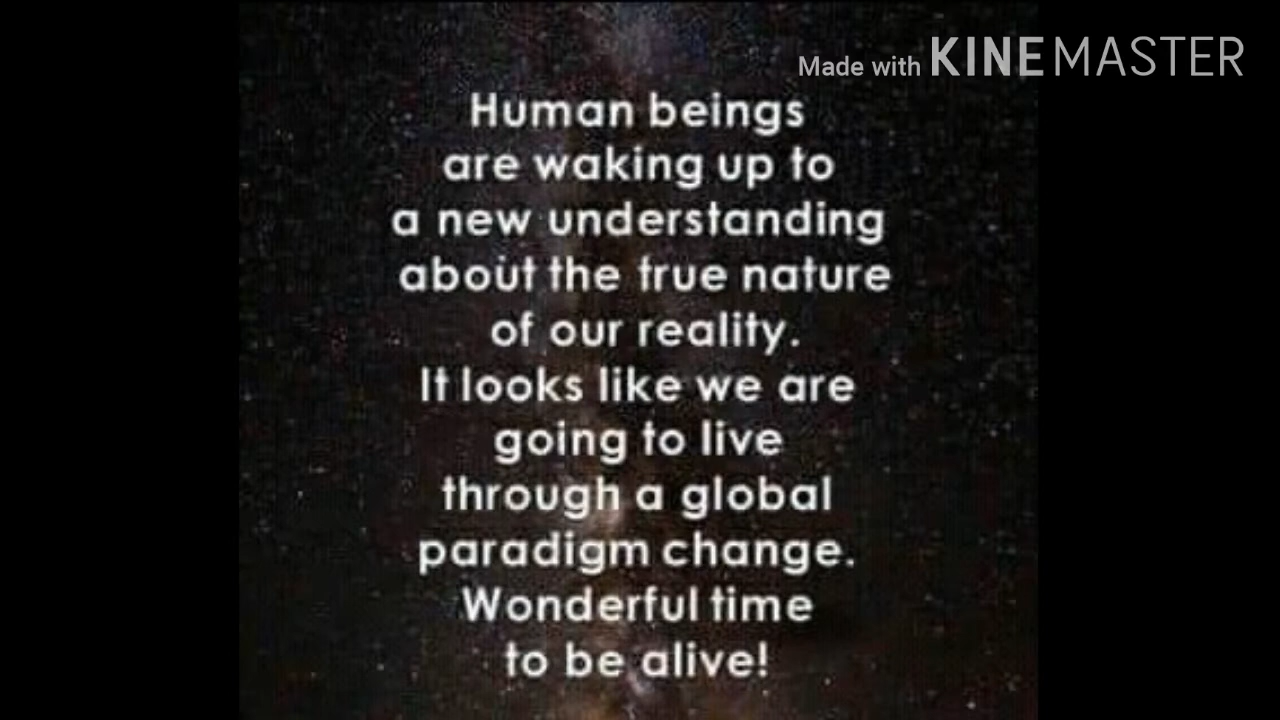 Made with KINEMASTER
Human beings
are waking up to
a new understanding
about the true nature
of our reality.
It looks like we are
going to live
through a global
paradigm change.
Wonderful time
to be alive!